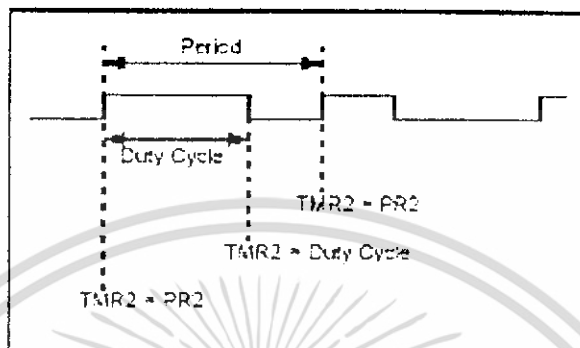 Period
Duty Cycle
TMR2 = PR2
TMR2 = Duty Cycle
TMR2 = PR2